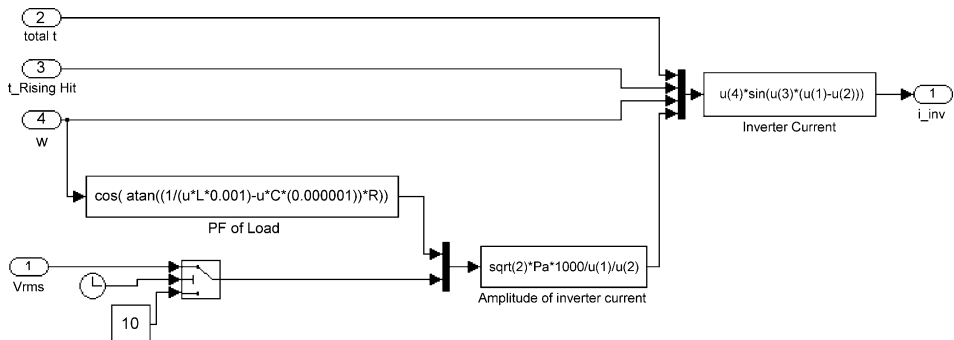 2
total t
3
t_Rising Hit
4
w
u(4)*sin(u(3)*(u(1)-u(2)))
Inverter Current
1
i_inv
cos( atan((1/(u*L*0.001)-u*C*(0.000001))*R))
PF of Load
1
Vrms
10
sqrt(2)*Pa*1000/u(1)/u(2)
Amplitude of inverter current